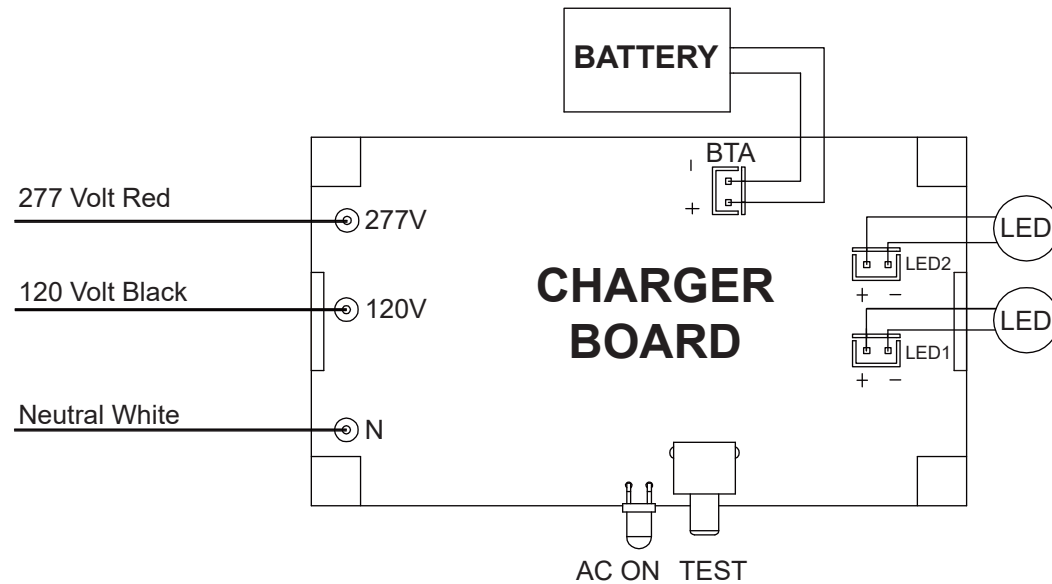 BATTERY
BTA
-
+
277 Volt Red
277V
LED
LED2
+ −
120 Volt Black
120V
CHARGER
BOARD
LED
LED1
+ −
Neutral White
N
AC ON TEST